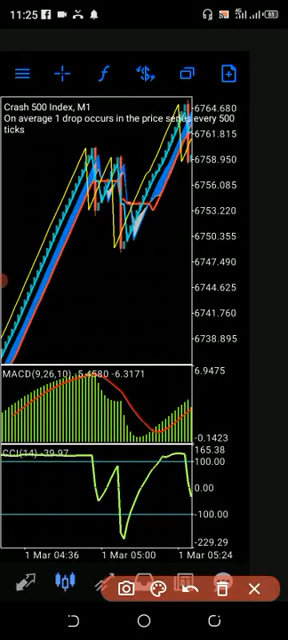 11:25
69
Crash 500 Index, M1
On average 1 drop occurs in the price series every 500
ticks
6764.680
6761.815
6758.950
6756.085
6753.220
6750.355
6747.490
6744.625
6741.760
6738.895
MACD(9,26,10) -5.4580 -6.3171
6.9475
-0.1423
CCI(14) -39.97
165.38
100.00
0.00
-100.00
-229.29
1 Mar 04:36
1 Mar 05:00
1 Mar 05:24